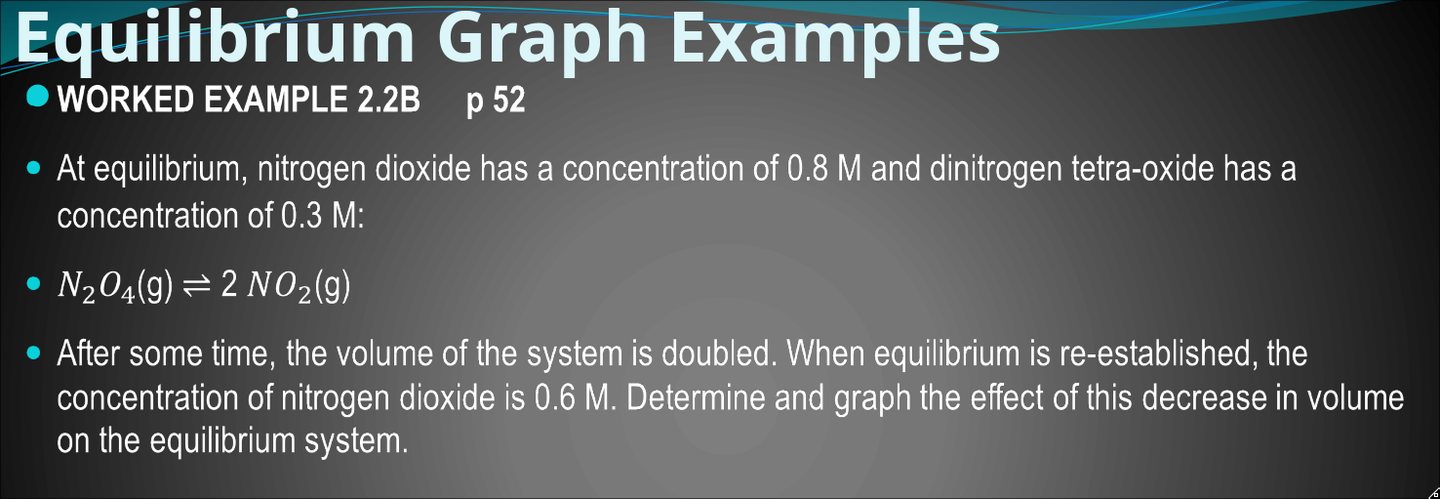 Equilibrium Graph Examples
WORKED EXAMPLE 2.2B p 52
At equilibrium, nitrogen dioxide has a concentration of 0.8 M and dinitrogen tetra-oxide has a
concentration of 0.3 M:
N₂O₄(g) ⇌ 2 NO₂(g)
After some time, the volume of the system is doubled. When equilibrium is re-established, the
concentration of nitrogen dioxide is 0.6 M. Determine and graph the effect of this decrease in volume
on the equilibrium system.